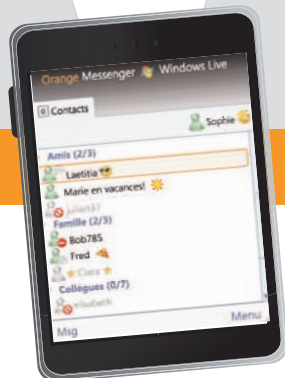 Orange Messenger Windows Live
Contacts
Sophie
Amis (2/3)
Laetitia
Marie en vacances!
julien37
Famille (2/3)
Bob785
Fred
Clara
Collègues (0/7)
elisabeth
Msg Menu